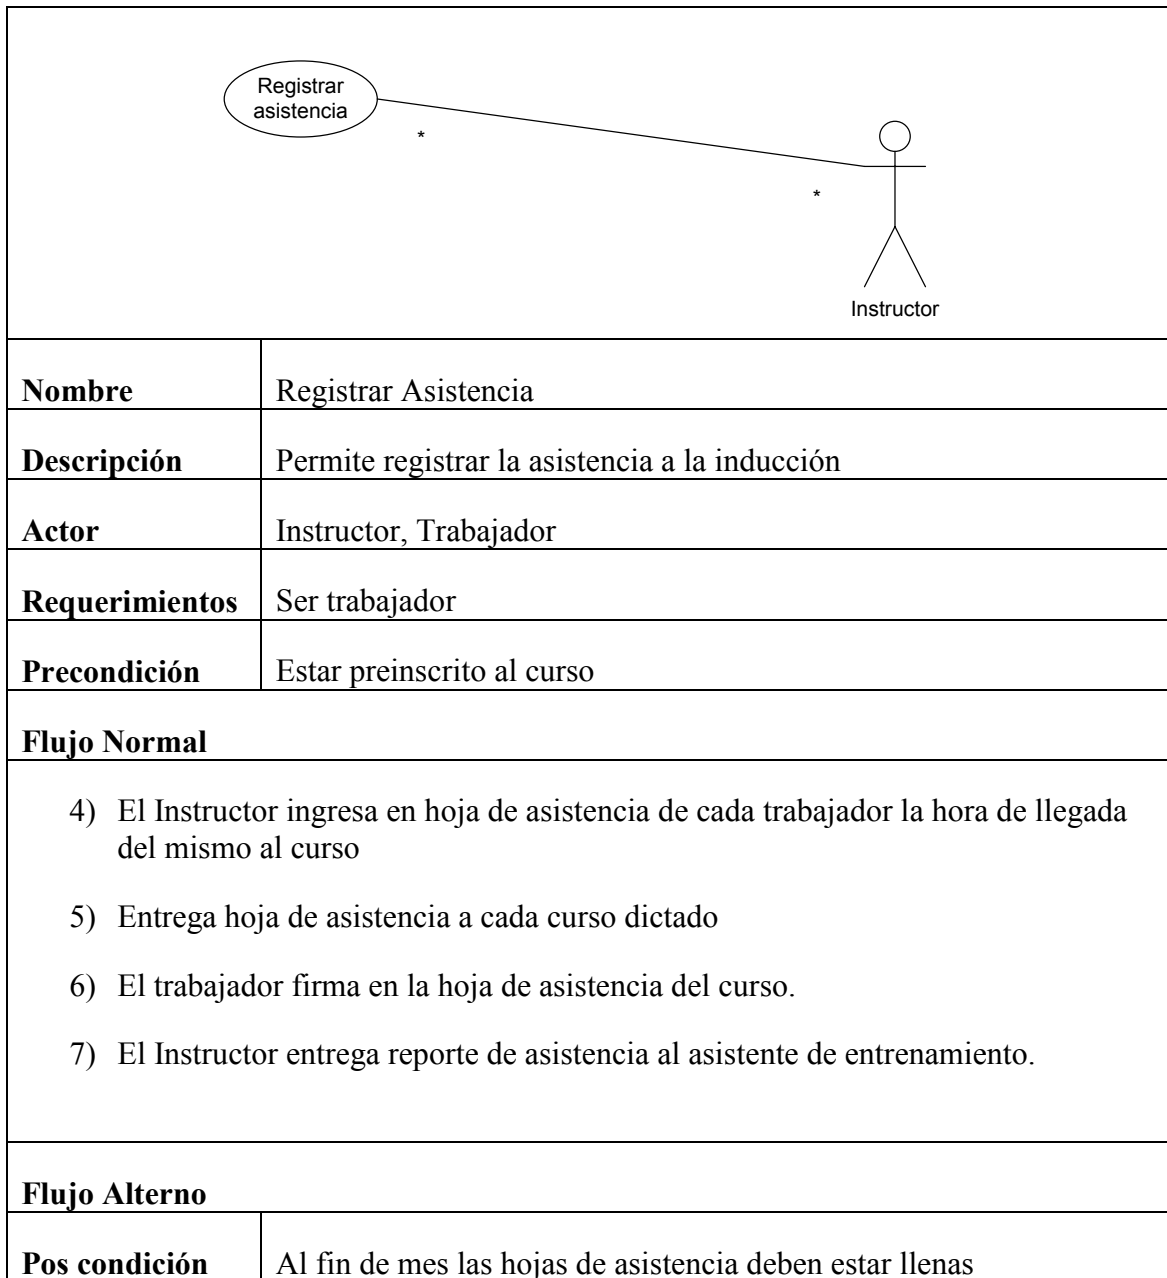 Registrar
asistencia
*
*
Instructor
Nombre Registrar Asistencia
Descripción Permite registrar la asistencia a la inducción
Actor Instructor, Trabajador
Requerimientos Ser trabajador
Precondición Estar preinscrito al curso
Flujo Normal
4) El Instructor ingresa en hoja de asistencia de cada trabajador la hora de llegada
del mismo al curso
5) Entrega hoja de asistencia a cada curso dictado
6) El trabajador firma en la hoja de asistencia del curso.
7) El Instructor entrega reporte de asistencia al asistente de entrenamiento.
Flujo Alterno
Pos condición Al fin de mes las hojas de asistencia deben estar llenas